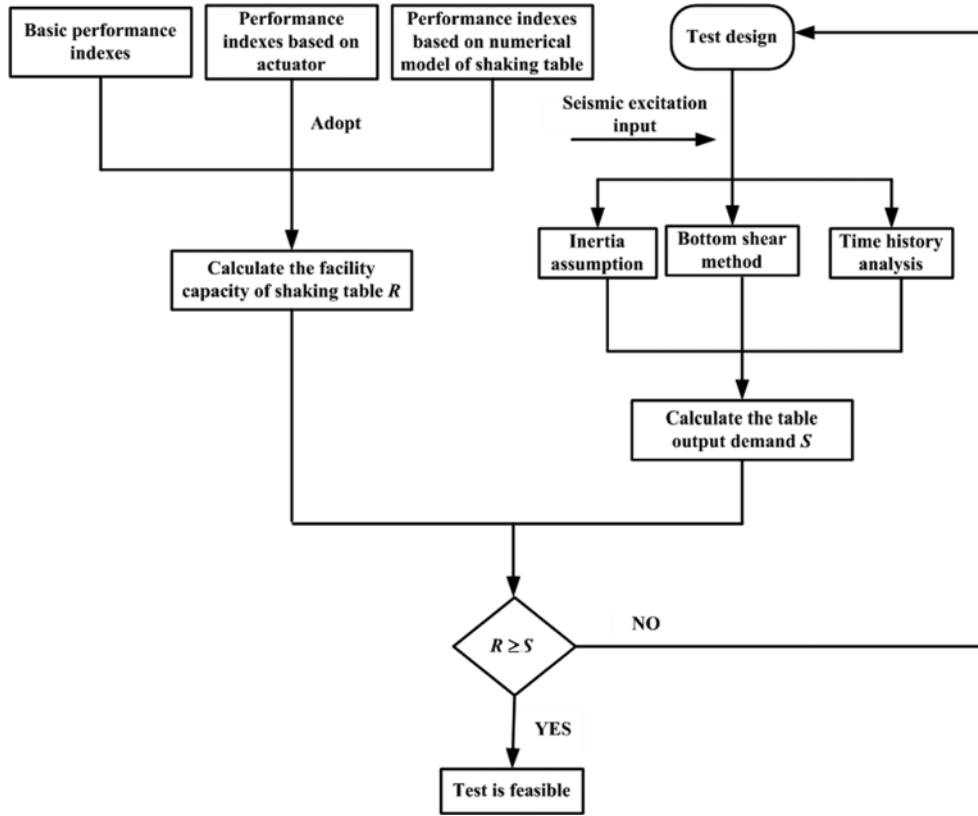 Basic performance
indexes
Performance
indexes based on
actuator
Performance indexes
based on numerical
model of shaking table
Test design
Adopt
Seismic excitation
input
Inertia
assumption
Bottom shear
method
Time history
analysis
Calculate the facility
capacity of shaking table R
Calculate the table
output demand S
R ≥ S
NO
YES
Test is feasible